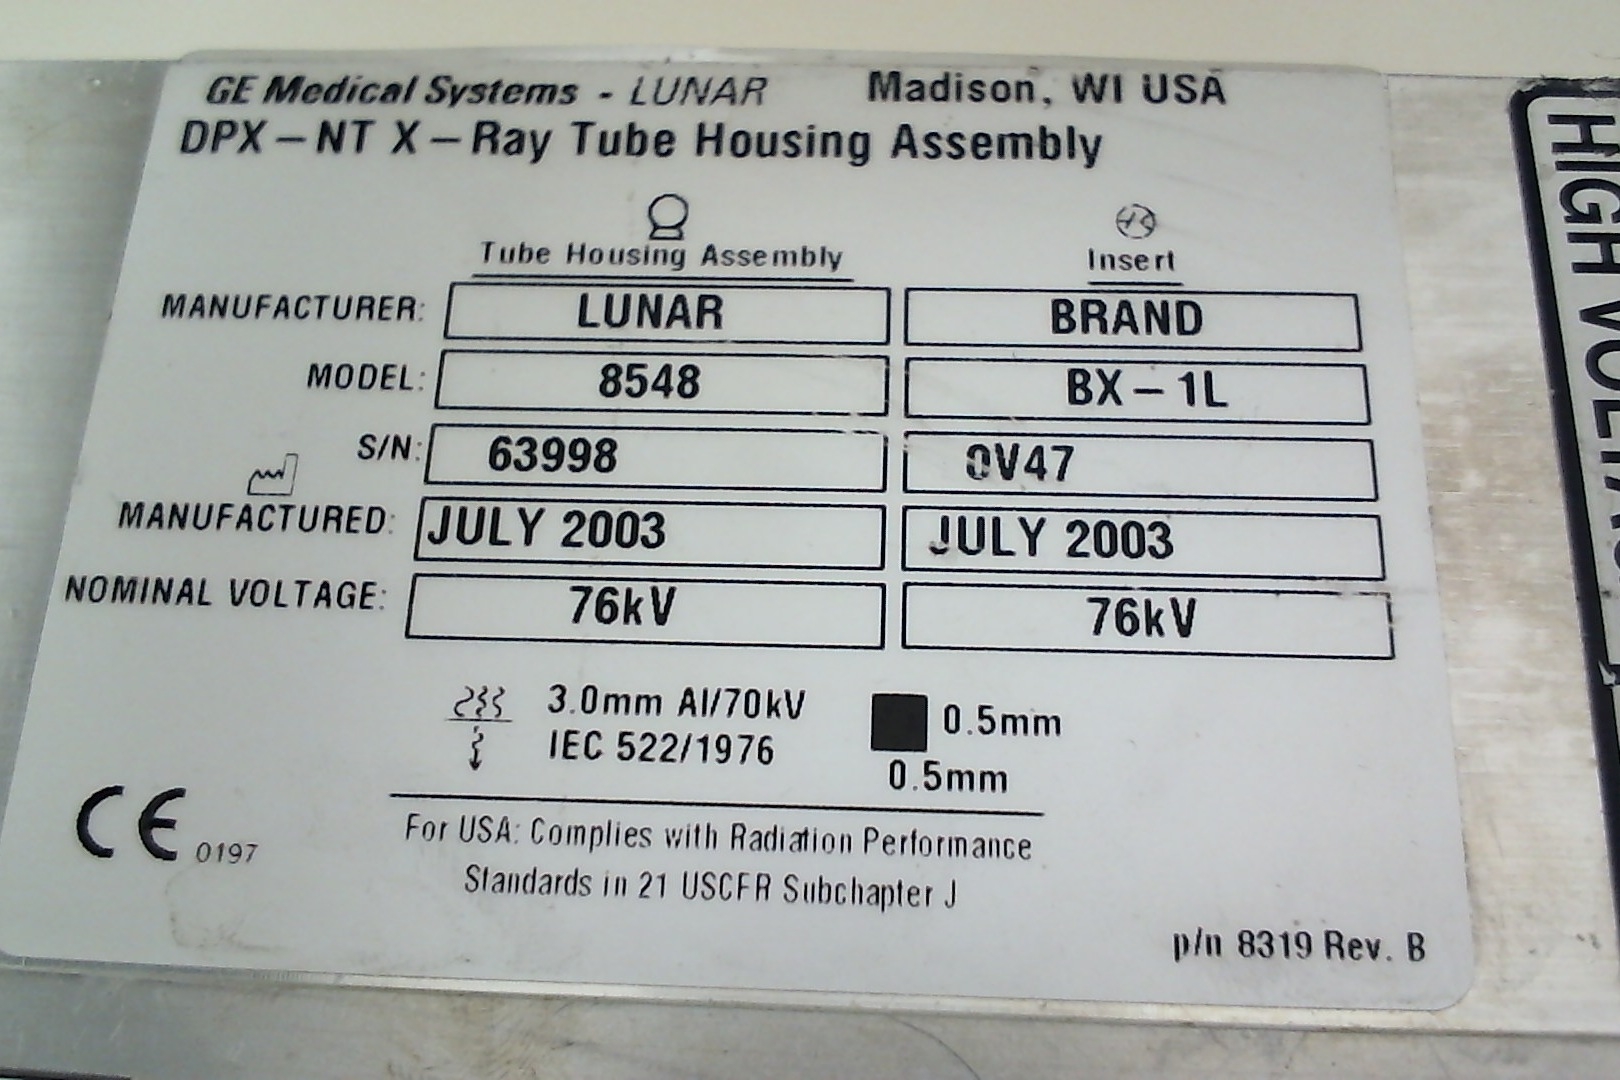 GE Medical Systems - LUNAR Madison, WI USA
DPX-NT X-Ray Tube Housing Assembly
Tube Housing Assembly Insert
MANUFACTURER: LUNAR BRAND
MODEL: 8548 BX-1L
S/N: 63998 0V47
MANUFACTURED: JULY 2003 JULY 2003
NOMINAL VOLTAGE: 76kV 76kV
3.0mm Al/70kV 0.5mm
IEC 522/1976 0.5mm
CE 0197
For USA: Complies with Radiation Performance
Standards in 21 USCFR Subchapter J
p/n 8319 Rev. B
HIGH